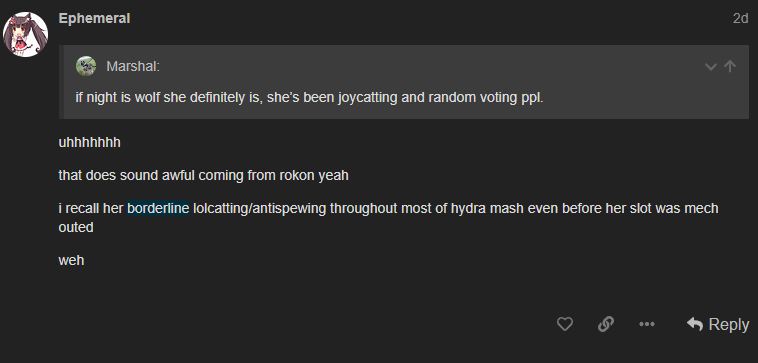 Ephemeral
2d
Marshal:
if night is wolf she definitely is, she's been joycatting and random voting ppl.
uhhhhhhh
that does sound awful coming from rokon yeah
i recall her borderline lolcatting/antispewing throughout most of hydra mash even before her slot was mech
outed
weh
Reply